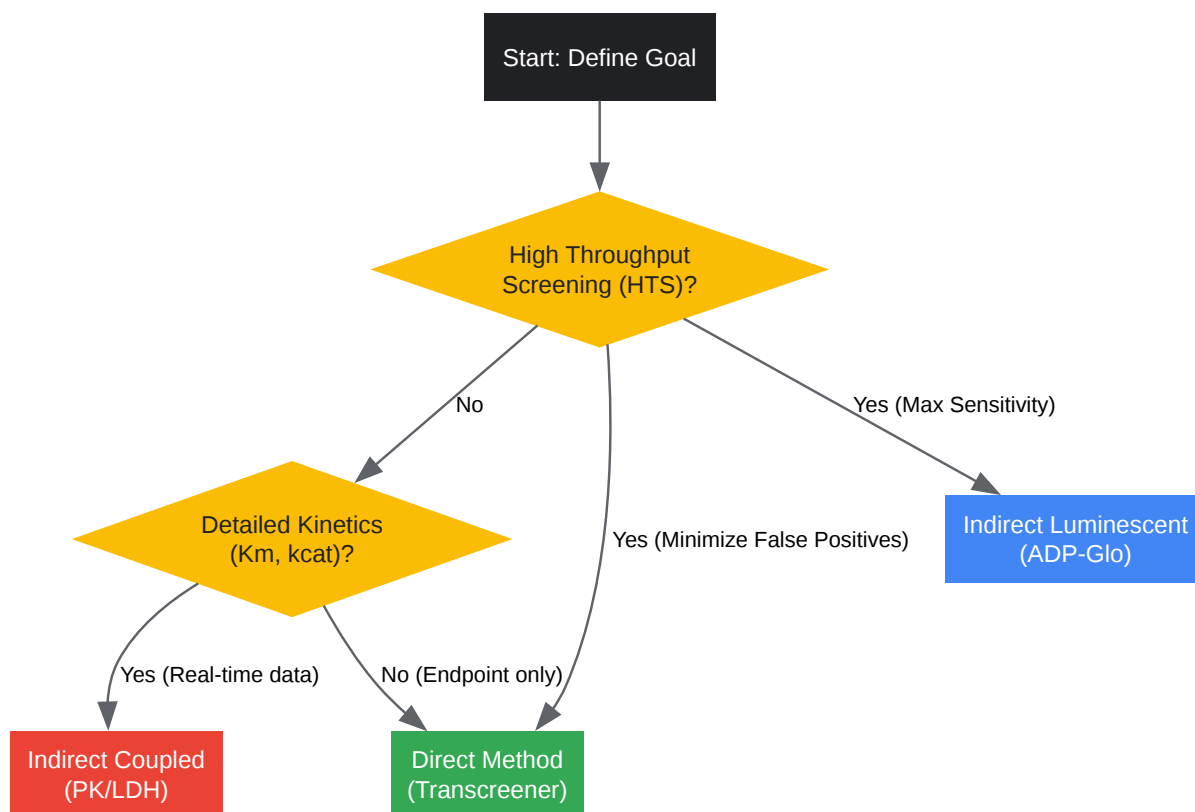 Start: Define Goal
High Throughput
Screening (HTS)?
No
Yes (Max Sensitivity)
Detailed Kinetics
(Km, kcat)?
Yes (Minimize False Positives)
Indirect Luminescent
(ADP-Glo)
Yes (Real-time data)
No (Endpoint only)
Indirect Coupled
(PK/LDH)
Direct Method
(Transcreener)